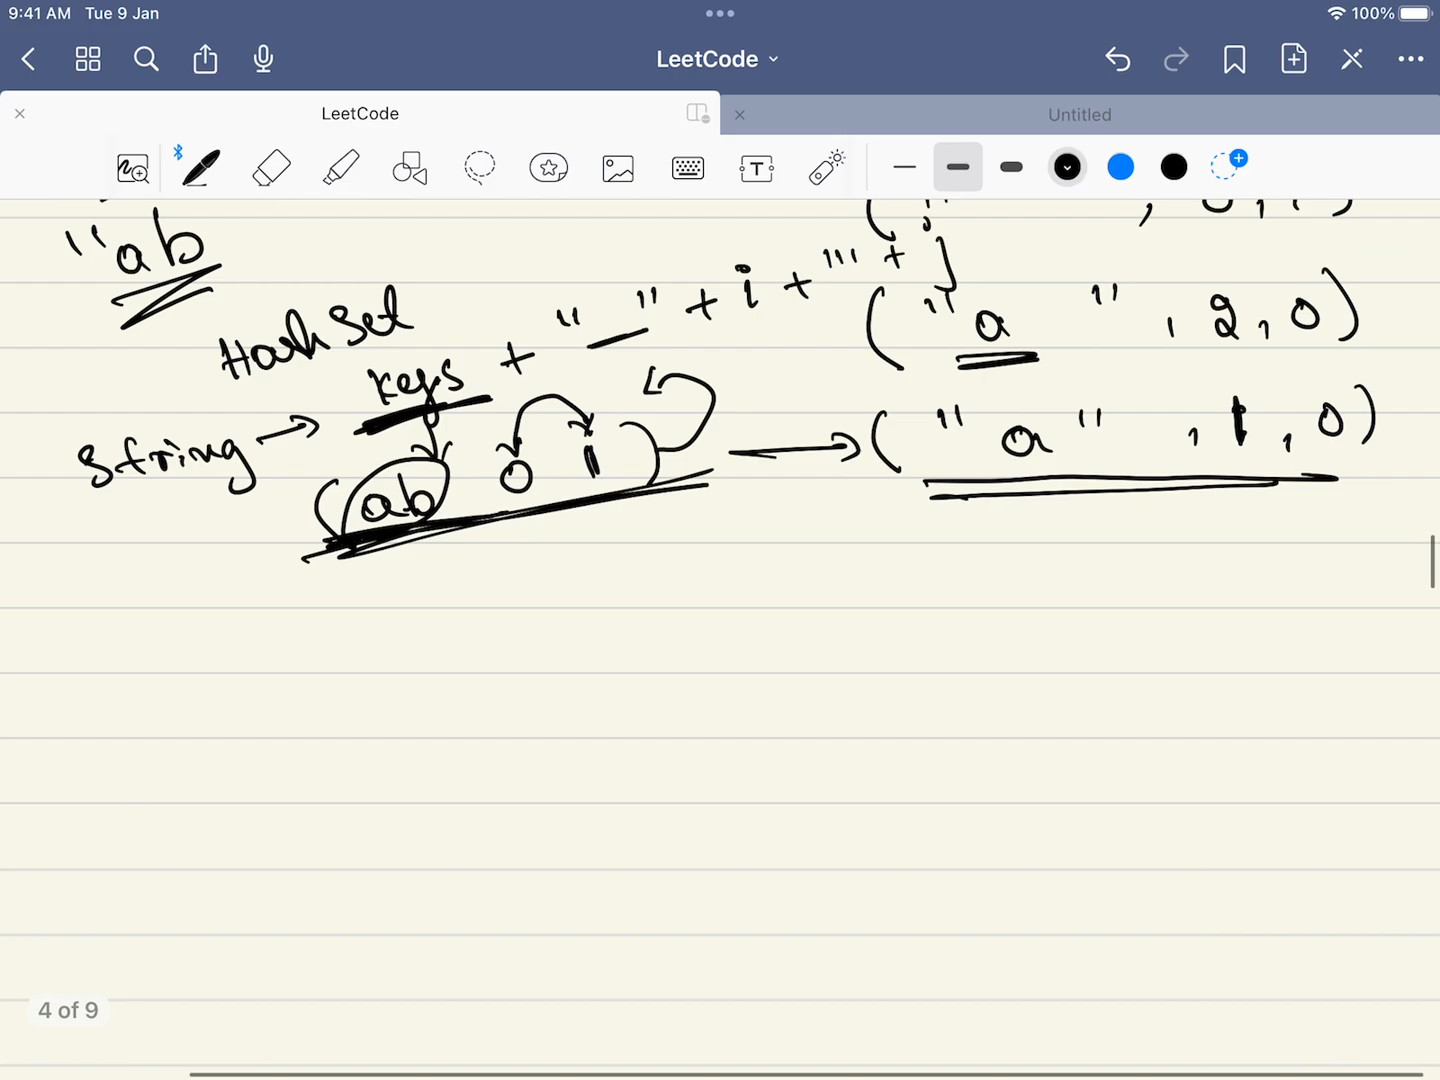 9:41 AM Tue 9 Jan
100%
LeetCode
LeetCode
Untitled
"ab
HashSet
keys + "_" + i + "" + j
string → (ab 0 1)
("a ", 2, 0)
("a", 1, 0)
4 of 9